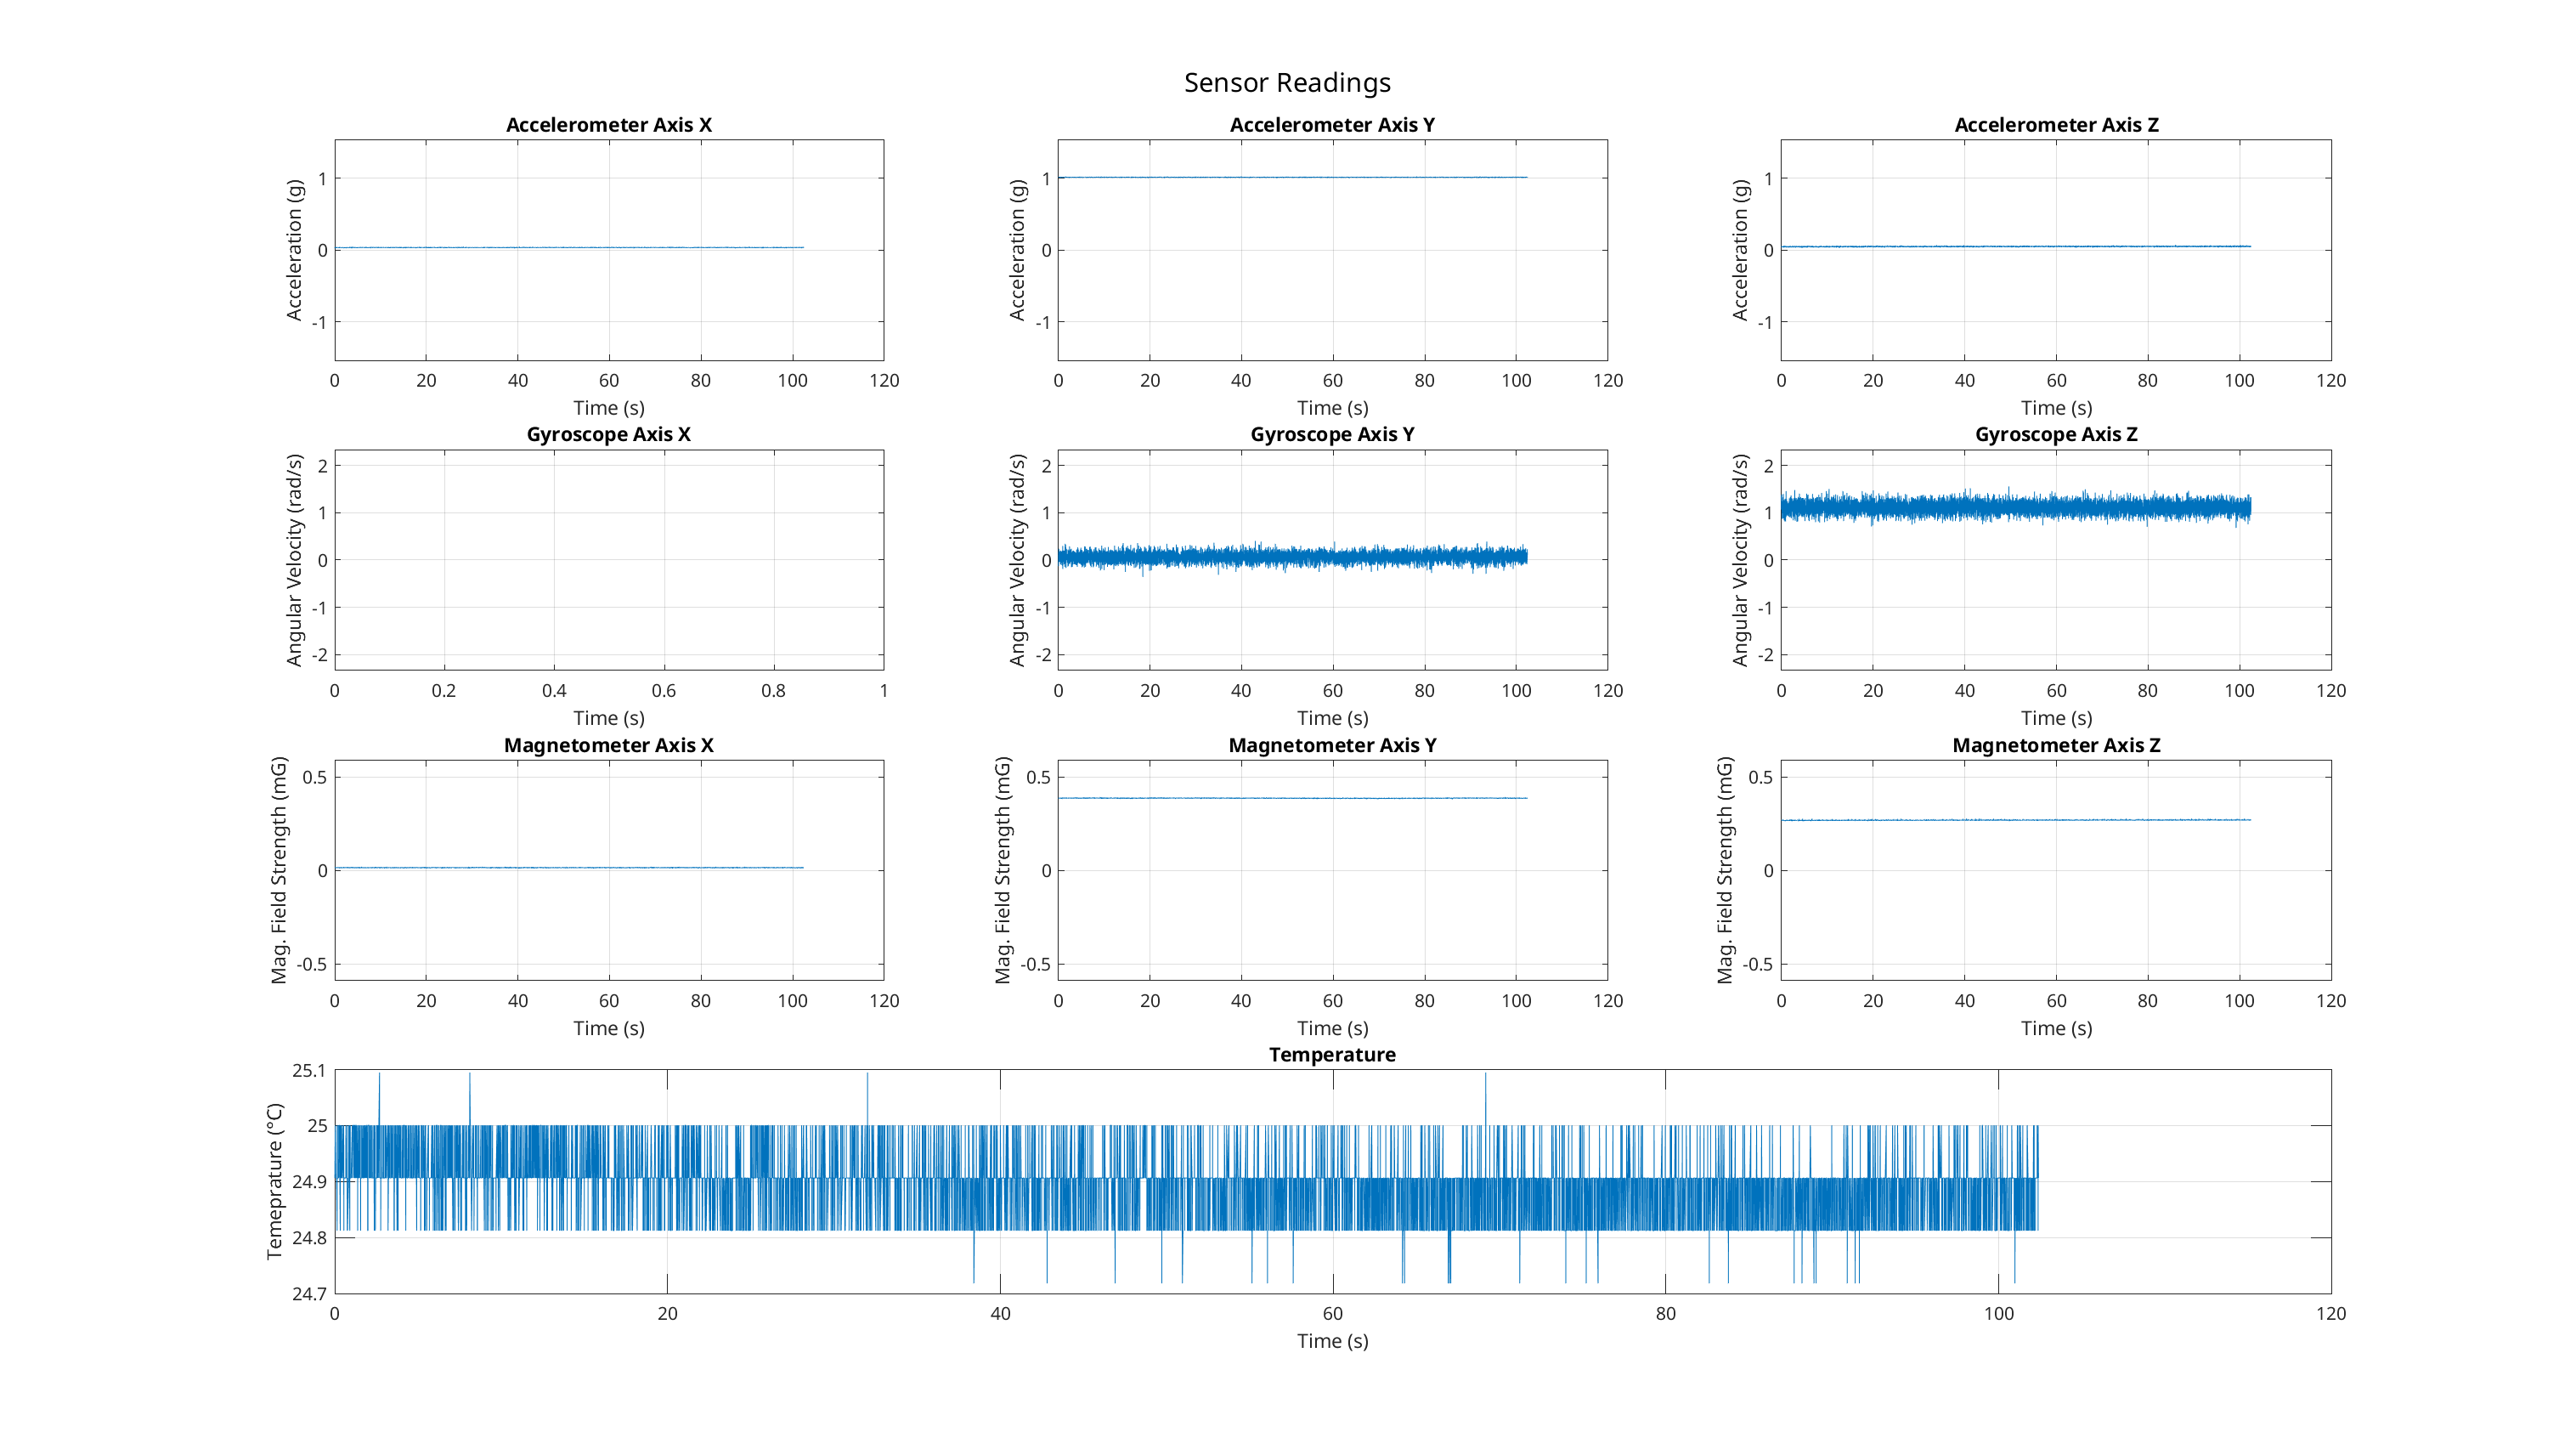 Sensor Readings
Accelerometer Axis X
Acceleration (g)
1
0
-1
0 20 40 60 80 100 120
Time (s)
Accelerometer Axis Y
Acceleration (g)
1
0
-1
0 20 40 60 80 100 120
Time (s)
Accelerometer Axis Z
Acceleration (g)
1
0
-1
0 20 40 60 80 100 120
Time (s)
Gyroscope Axis X
Angular Velocity (rad/s)
2
1
0
-1
-2
0 0.2 0.4 0.6 0.8 1
Time (s)
Gyroscope Axis Y
Angular Velocity (rad/s)
2
1
0
-1
-2
0 20 40 60 80 100 120
Time (s)
Gyroscope Axis Z
Angular Velocity (rad/s)
2
1
0
-1
-2
0 20 40 60 80 100 120
Time (s)
Magnetometer Axis X
Mag. Field Strength (mG)
0.5
0
-0.5
0 20 40 60 80 100 120
Time (s)
Magnetometer Axis Y
Mag. Field Strength (mG)
0.5
0
-0.5
0 20 40 60 80 100 120
Time (s)
Magnetometer Axis Z
Mag. Field Strength (mG)
0.5
0
-0.5
0 20 40 60 80 100 120
Time (s)
Temperature
Temeprature (°C)
25.1
25
24.9
24.8
24.7
0 20 40 60 80 100 120
Time (s)